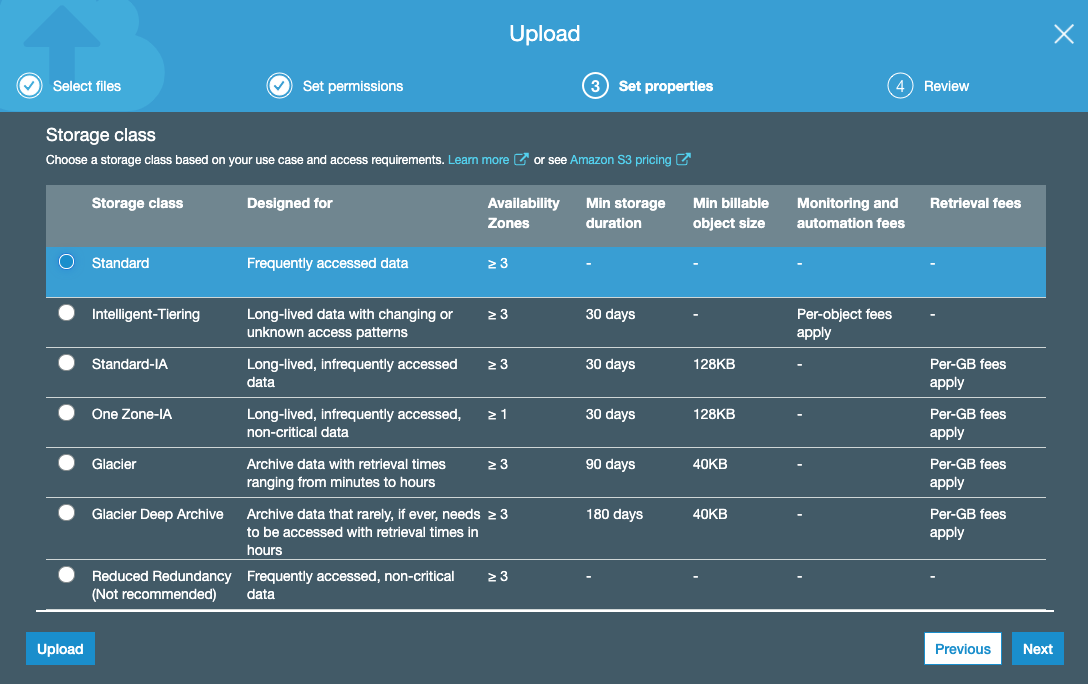 Upload
Select files
Set permissions
3 Set properties
4 Review
Storage class
Choose a storage class based on your use case and access requirements. Learn more or see Amazon S3 pricing
Storage class Designed for Availability Zones Min storage duration Min billable object size Monitoring and automation fees Retrieval fees
Standard Frequently accessed data ≥ 3 - - - -
Intelligent-Tiering Long-lived data with changing or unknown access patterns ≥ 3 30 days - Per-object fees apply -
Standard-IA Long-lived, infrequently accessed data ≥ 3 30 days 128KB - Per-GB fees apply
One Zone-IA Long-lived, infrequently accessed, non-critical data ≥ 1 30 days 128KB - Per-GB fees apply
Glacier Archive data with retrieval times ranging from minutes to hours ≥ 3 90 days 40KB - Per-GB fees apply
Glacier Deep Archive Archive data that rarely, if ever, needs to be accessed with retrieval times in hours ≥ 3 180 days 40KB - Per-GB fees apply
Reduced Redundancy (Not recommended) Frequently accessed, non-critical data ≥ 3 - - - -
Upload
Previous
Next